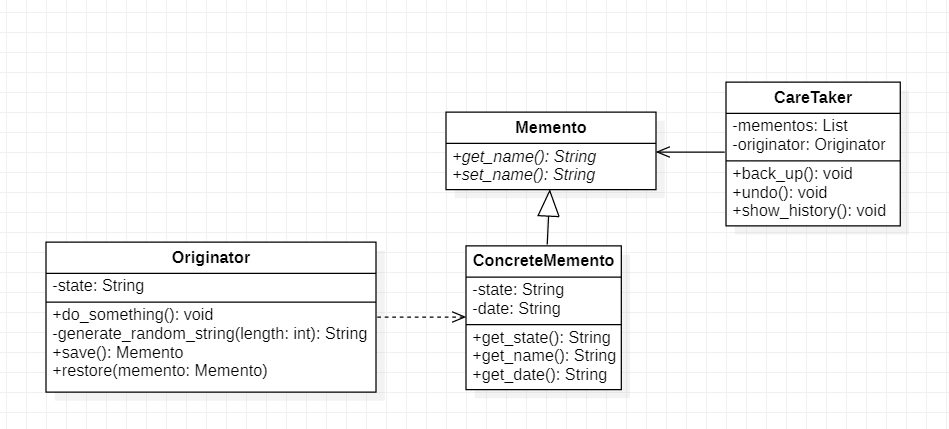 CareTaker
-mementos: List
-originator: Originator
+back_up(): void
+undo(): void
+show_history(): void
Memento
+get_name(): String
+set_name(): String
Originator
-state: String
+do_something(): void
-generate_random_string(length: int): String
+save(): Memento
+restore(memento: Memento)
ConcreteMemento
-state: String
-date: String
+get_state(): String
+get_name(): String
+get_date(): String